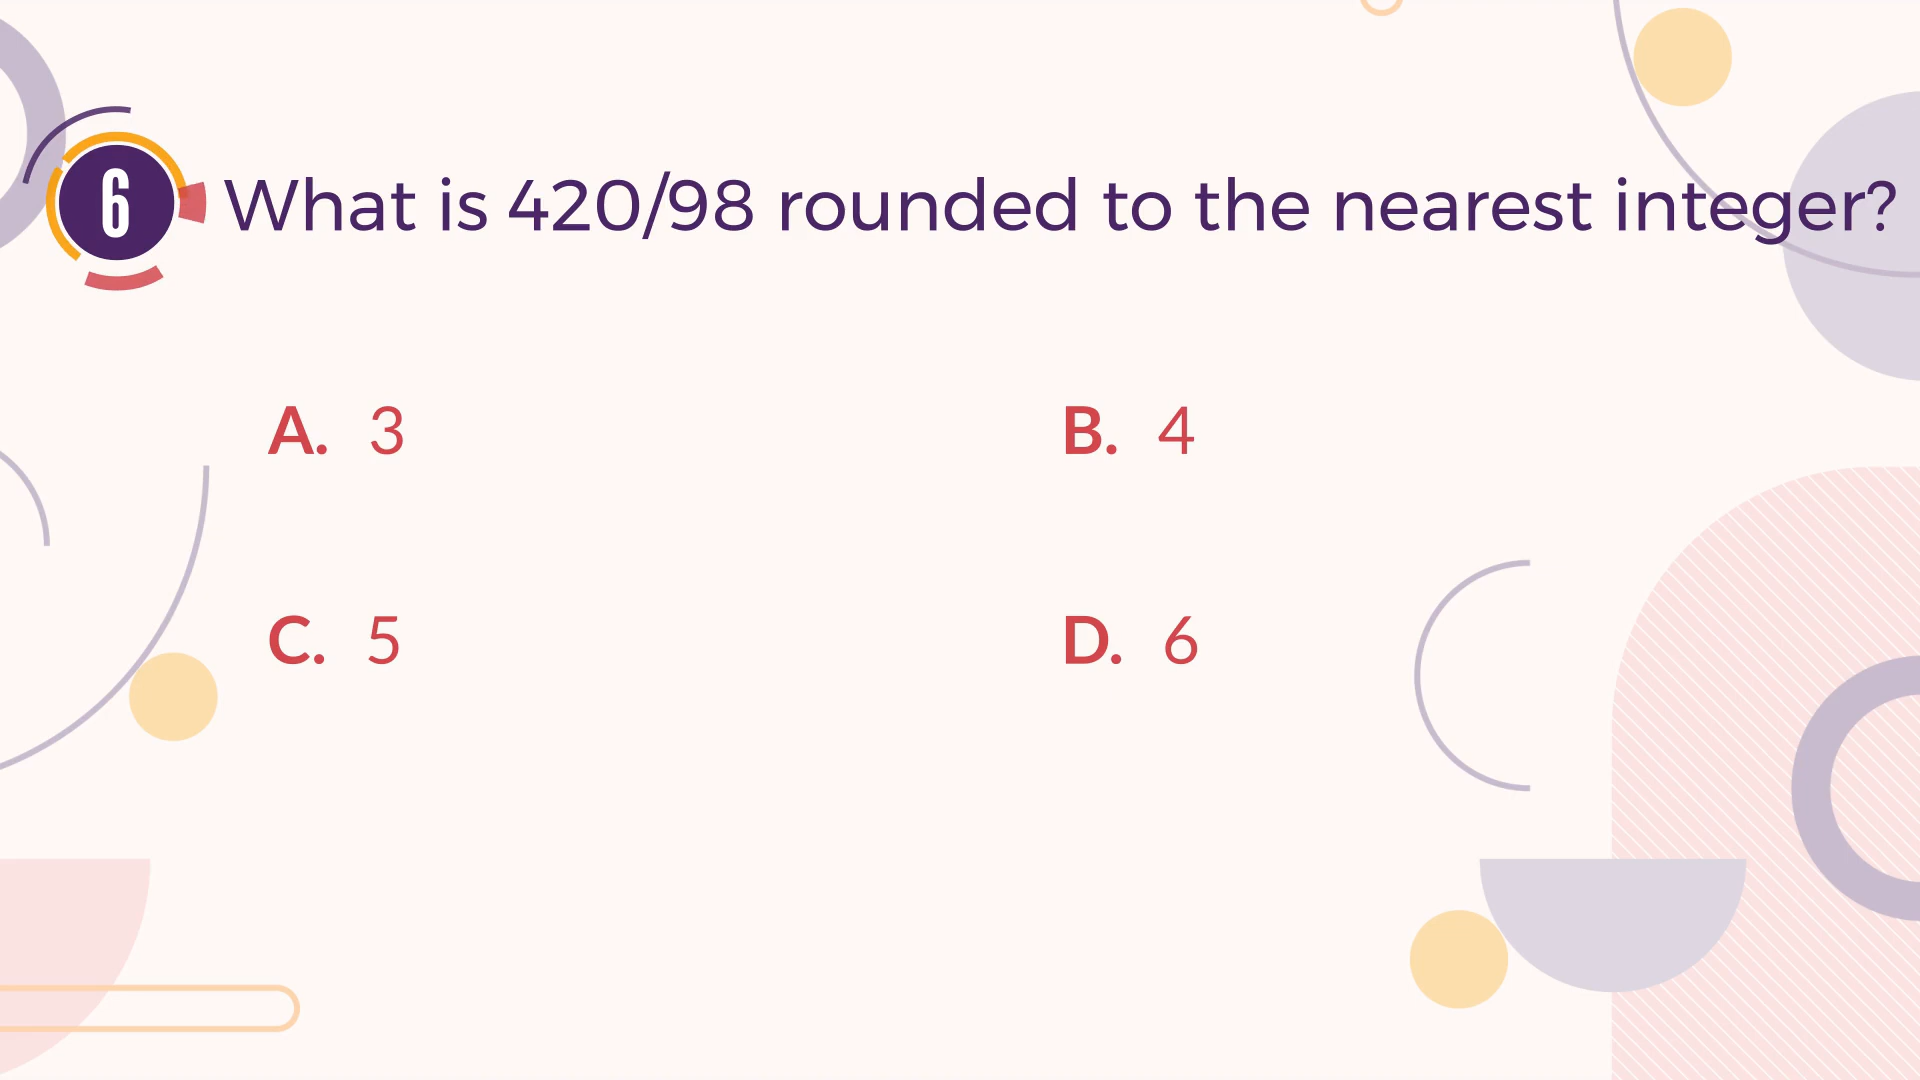 6 What is 420/98 rounded to the nearest integer?
A. 3 B. 4
C. 5 D. 6